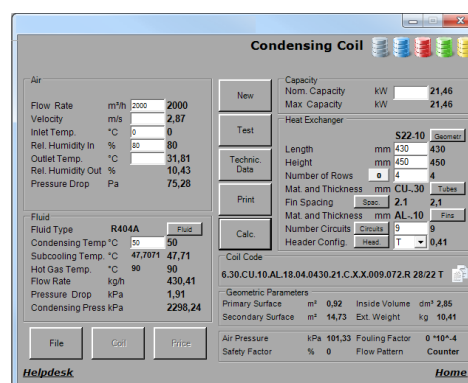 Condensing Coil
Air
Flow Rate m³/h 2000 2000
Velocity m/s 2,87
Inlet Temp. °C 0 0
Rel. Humidity In % 80 80
Outlet Temp. °C 31,81
Rel. Humidity Out % 10,43
Pressure Drop Pa 75,28
Fluid
Fluid Type R404A Fluid
Condensing Temp °C 50 50
Subcooling Temp. °C 47,7071 47,71
Hot Gas Temp. °C 90 90
Flow Rate kg/h 430,41
Pressure Drop kPa 1,91
Condensing Press kPa 2298,24
File Coil Price
New
Test
Technic. Data
Print
Calc.
Capacity
Nom. Capacity kW 21,46
Max Capacity kW 21,46
Heat Exchanger
S22-10 Geometr
Length mm 430 430
Height mm 450 450
Number of Rows 0 4 4
Mat. and Thickness mm CU-.30 Tubes
Fin Spacing Spac. 2.1 2,1
Mat. and Thickness mm AL-.10 Fins
Number Circuits Circuits 9 9
Header Config. Head. T 0,41
Coil Code
6.30.CU.10.AL.18.04.0430.21.C.X.X.009.072.R 28/22 T
Geometric Parameters
Primary Surface m² 0,92 Inside Volume dm³ 2,85
Secondary Surface m² 14,73 Ext. Weight kg 10,41
Air Pressure kPa 101,33 Fouling Factor 0 *10^-4
Safety Factor % 0 Flow Pattern Counter
Helpdesk Home